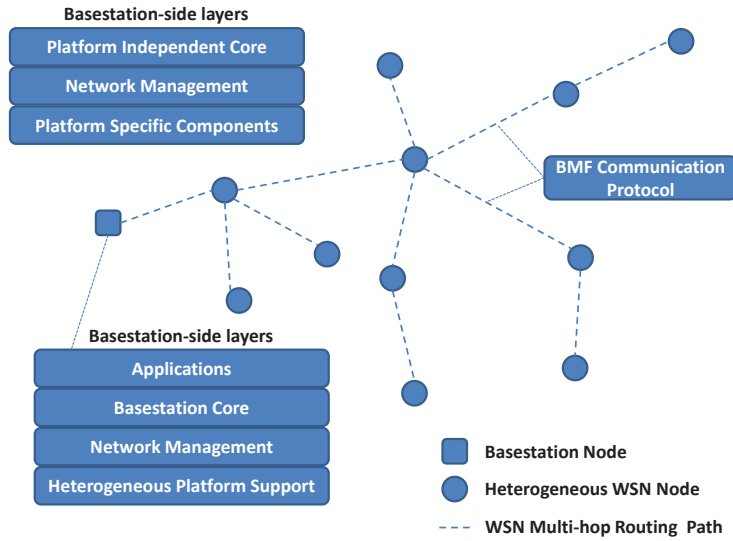 Basestation-side layers
Platform Independent Core
Network Management
Platform Specific Components
BMF Communication
Protocol
Basestation-side layers
Applications
Basestation Core
Network Management
Heterogeneous Platform Support
Basestation Node
Heterogeneous WSN Node
WSN Multi-hop Routing Path